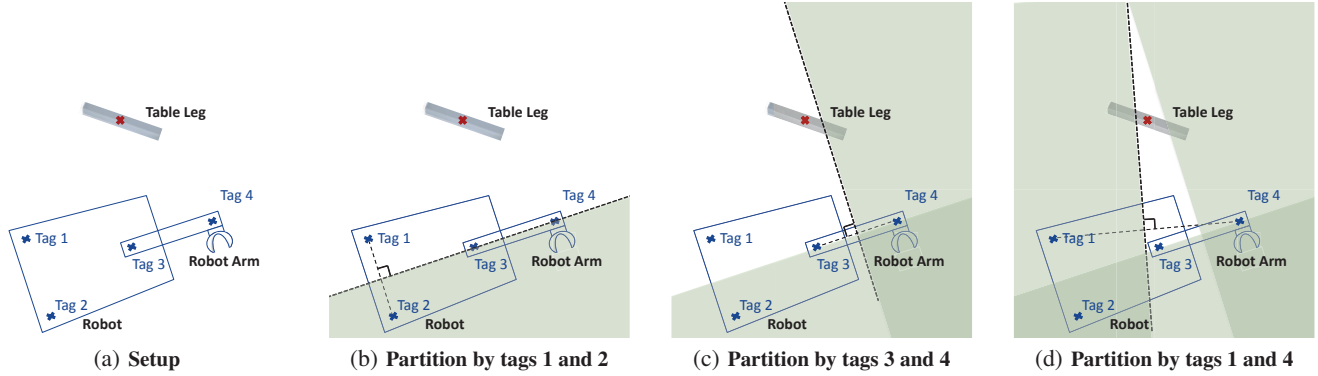 Table Leg
Tag 4
Tag 1
Tag 3
Robot Arm
Tag 2
Robot
(a) Setup
Table Leg
Tag 4
Tag 1
Tag 3
Robot Arm
Tag 2
Robot
(b) Partition by tags 1 and 2
Table Leg
Tag 4
Tag 1
Tag 3
Robot Arm
Tag 2
Robot
(c) Partition by tags 3 and 4
Table Leg
Tag 4
Tag 1
Tag 3
Robot Arm
Tag 2
Robot
(d) Partition by tags 1 and 4